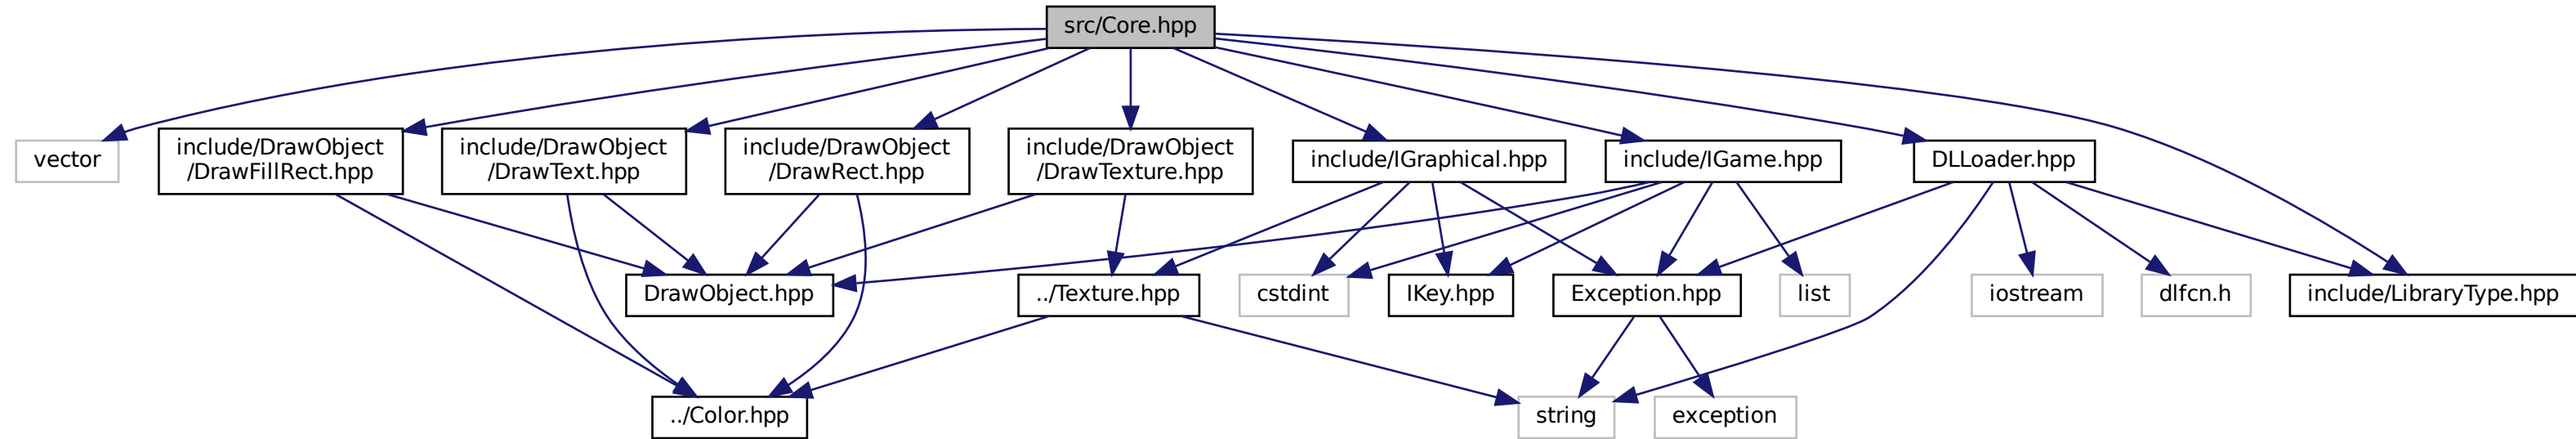 src/Core.hpp
vector
include/DrawObject
/DrawFillRect.hpp
include/DrawObject
/DrawText.hpp
include/DrawObject
/DrawRect.hpp
include/DrawObject
/DrawTexture.hpp
include/IGraphical.hpp
include/IGame.hpp
DLLoader.hpp
DrawObject.hpp
../Texture.hpp
cstdint
IKey.hpp
Exception.hpp
list
iostream
dlfcn.h
include/LibraryType.hpp
../Color.hpp
string
exception